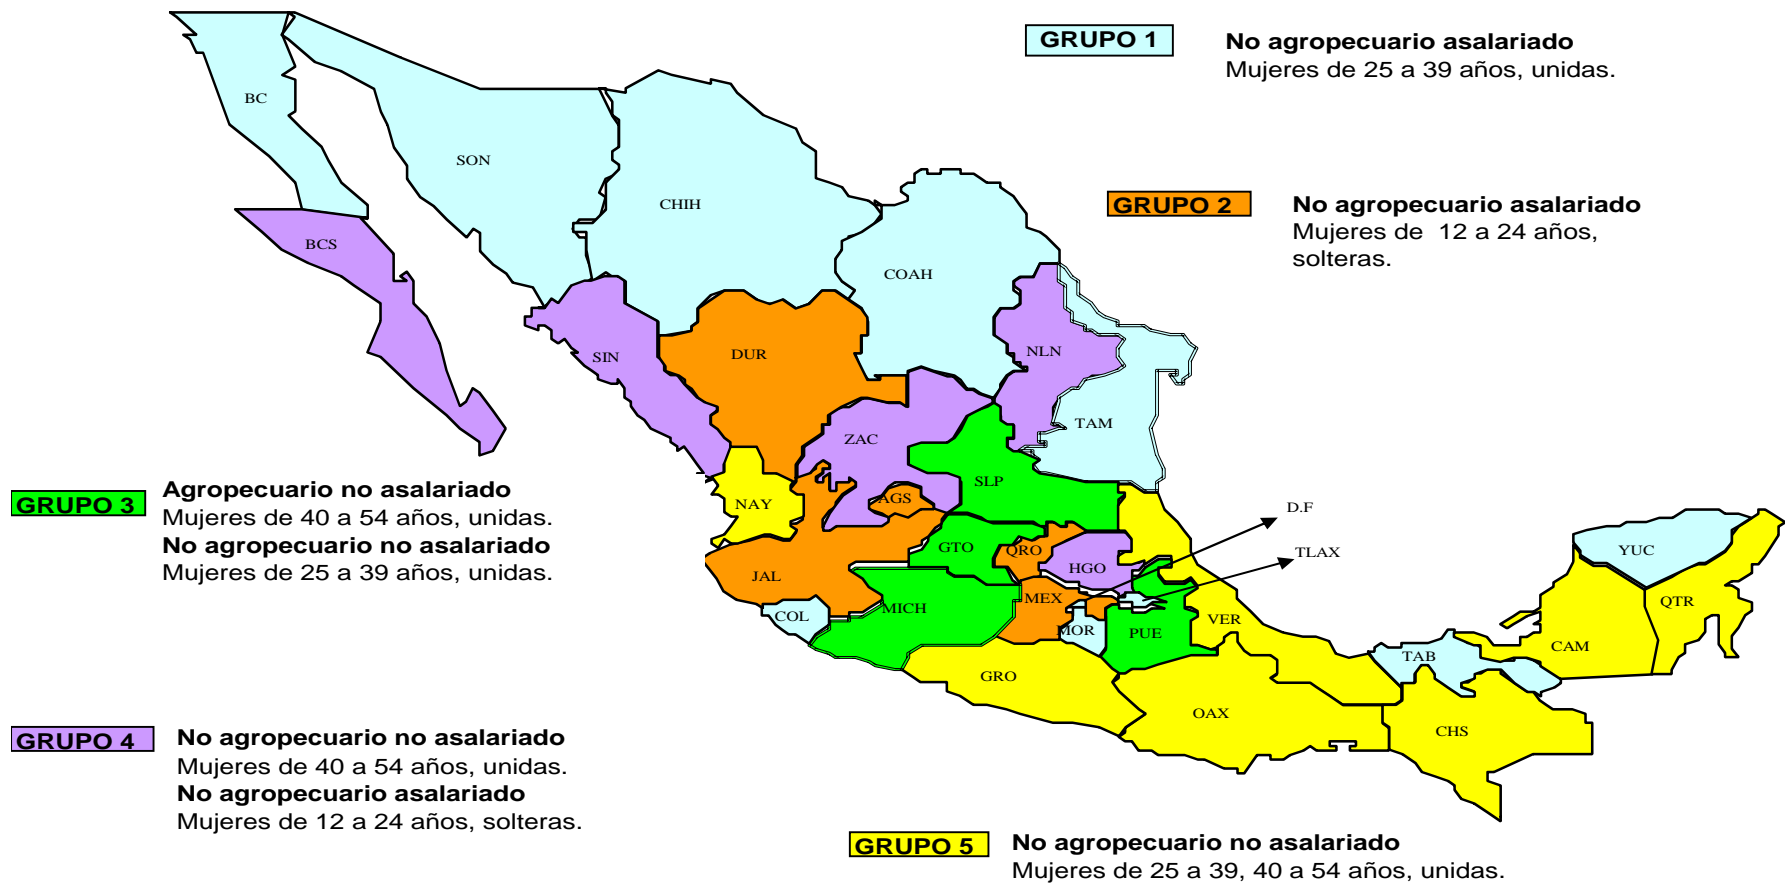 GRUPO 1
No agropecuario asalariado
Mujeres de 25 a 39 años, unidas.
BC
SON
CHIH
GRUPO 2
No agropecuario asalariado
Mujeres de 12 a 24 años,
solteras.
BCS
COAH
SIN
DUR
NLN
TAM
ZAC
GRUPO 3
Agropecuario no asalariado
Mujeres de 40 a 54 años, unidas.
No agropecuario no asalariado
Mujeres de 25 a 39 años, unidas.
NAY
AGS
SLP
D.F
GTO
QRO
HGO
TLAX
YUC
JAL
MICH
MEX
COL
MOR
PUE
VER
QTR
CAM
TAB
GRO
OAX
CHS
GRUPO 4
No agropecuario no asalariado
Mujeres de 40 a 54 años, unidas.
No agropecuario asalariado
Mujeres de 12 a 24 años, solteras.
GRUPO 5
No agropecuario no asalariado
Mujeres de 25 a 39, 40 a 54 años, unidas.